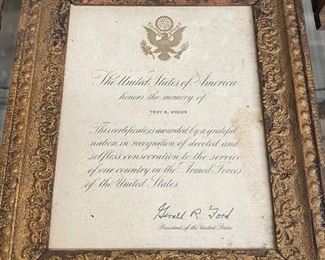 The United States of America
honors the memory of
TROY E. WOODS
This certificate is awarded by a grateful
nation in recognition of devoted and
selfless consecration to the service
of our country in the Armed Forces
of the United States
Gerald R. Ford
President of the United States